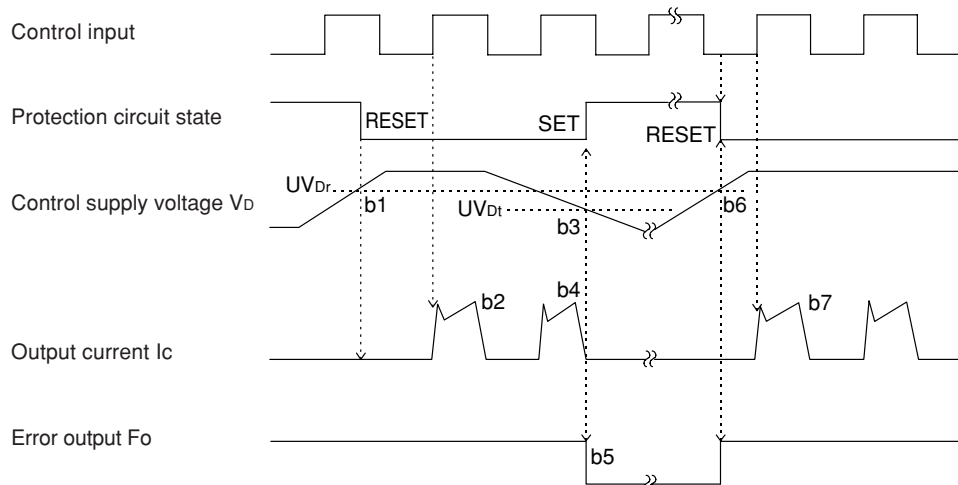 Control input
Protection circuit state
RESET
SET
RESET
Control supply voltage VD
UVDr
b1
UVDt
b3
b6
Output current Ic
b2
b4
b7
Error output Fo
b5